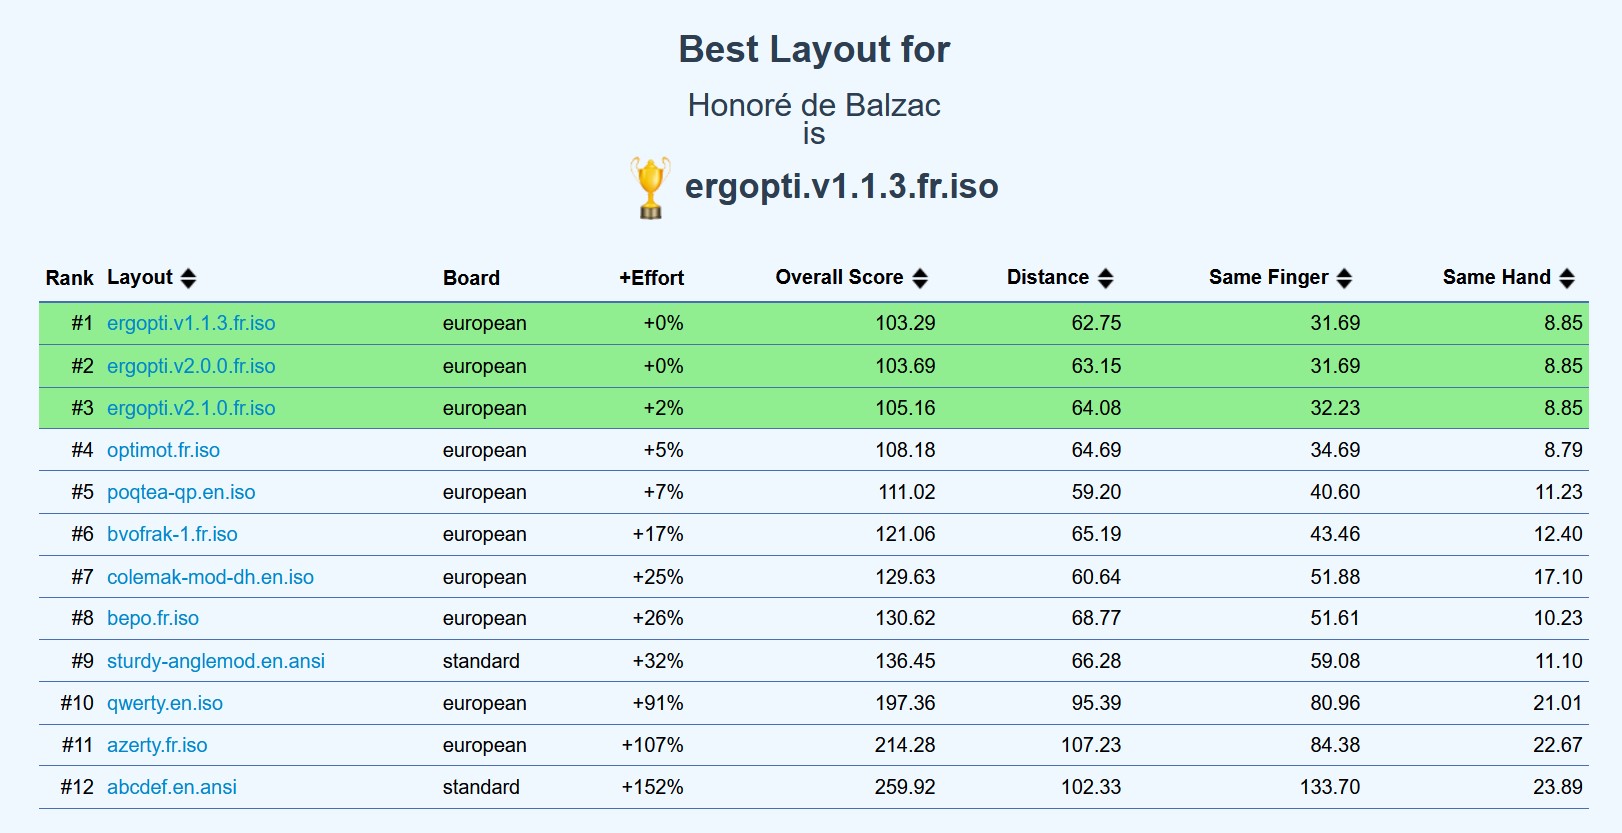 Best Layout for
Honoré de Balzac
is
ergopti.v1.1.3.fr.iso
Rank Layout Board +Effort Overall Score Distance Same Finger Same Hand
#1 ergopti.v1.1.3.fr.iso european +0% 103.29 62.75 31.69 8.85
#2 ergopti.v2.0.0.fr.iso european +0% 103.69 63.15 31.69 8.85
#3 ergopti.v2.1.0.fr.iso european +2% 105.16 64.08 32.23 8.85
#4 optimot.fr.iso european +5% 108.18 64.69 34.69 8.79
#5 poqtea-qp.en.iso european +7% 111.02 59.20 40.60 11.23
#6 bvofrak-1.fr.iso european +17% 121.06 65.19 43.46 12.40
#7 colemak-mod-dh.en.iso european +25% 129.63 60.64 51.88 17.10
#8 bepo.fr.iso european +26% 130.62 68.77 51.61 10.23
#9 sturdy-anglemod.en.ansi standard +32% 136.45 66.28 59.08 11.10
#10 qwerty.en.iso european +91% 197.36 95.39 80.96 21.01
#11 azerty.fr.iso european +107% 214.28 107.23 84.38 22.67
#12 abcdef.en.ansi standard +152% 259.92 102.33 133.70 23.89